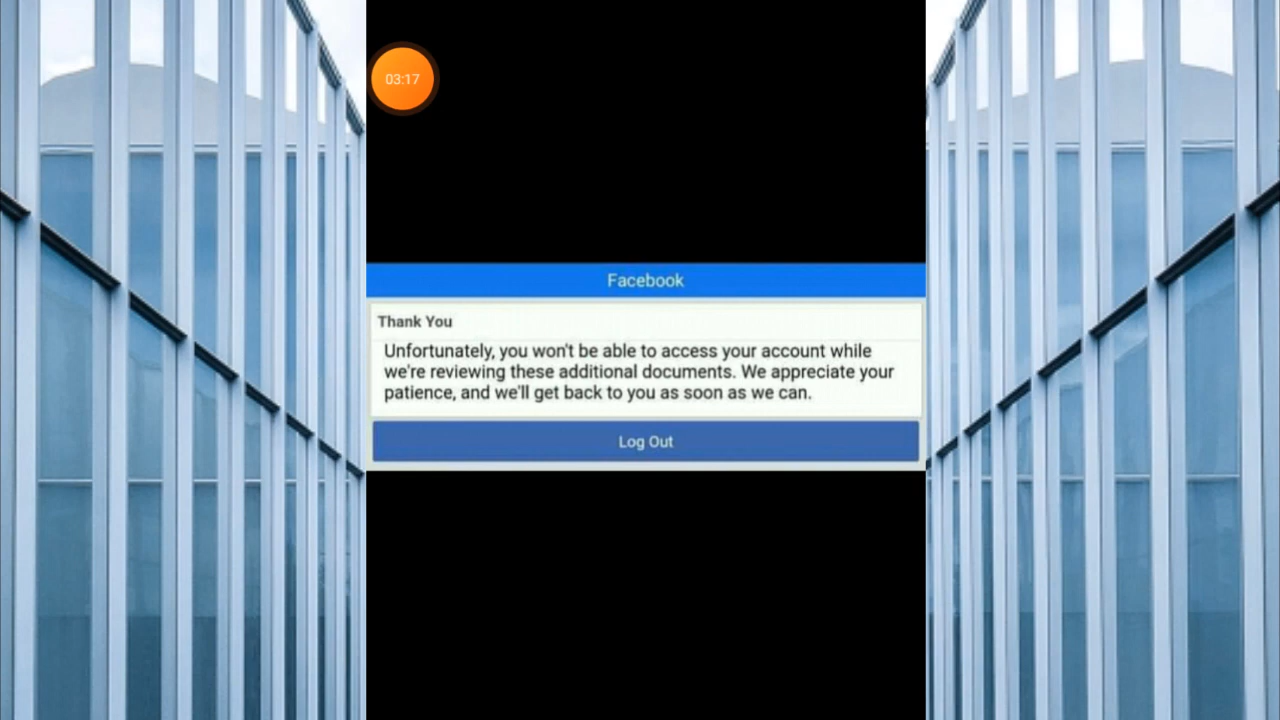 03:17
Facebook
Thank You
Unfortunately, you won't be able to access your account while
we're reviewing these additional documents. We appreciate your
patience, and we'll get back to you as soon as we can.
Log Out